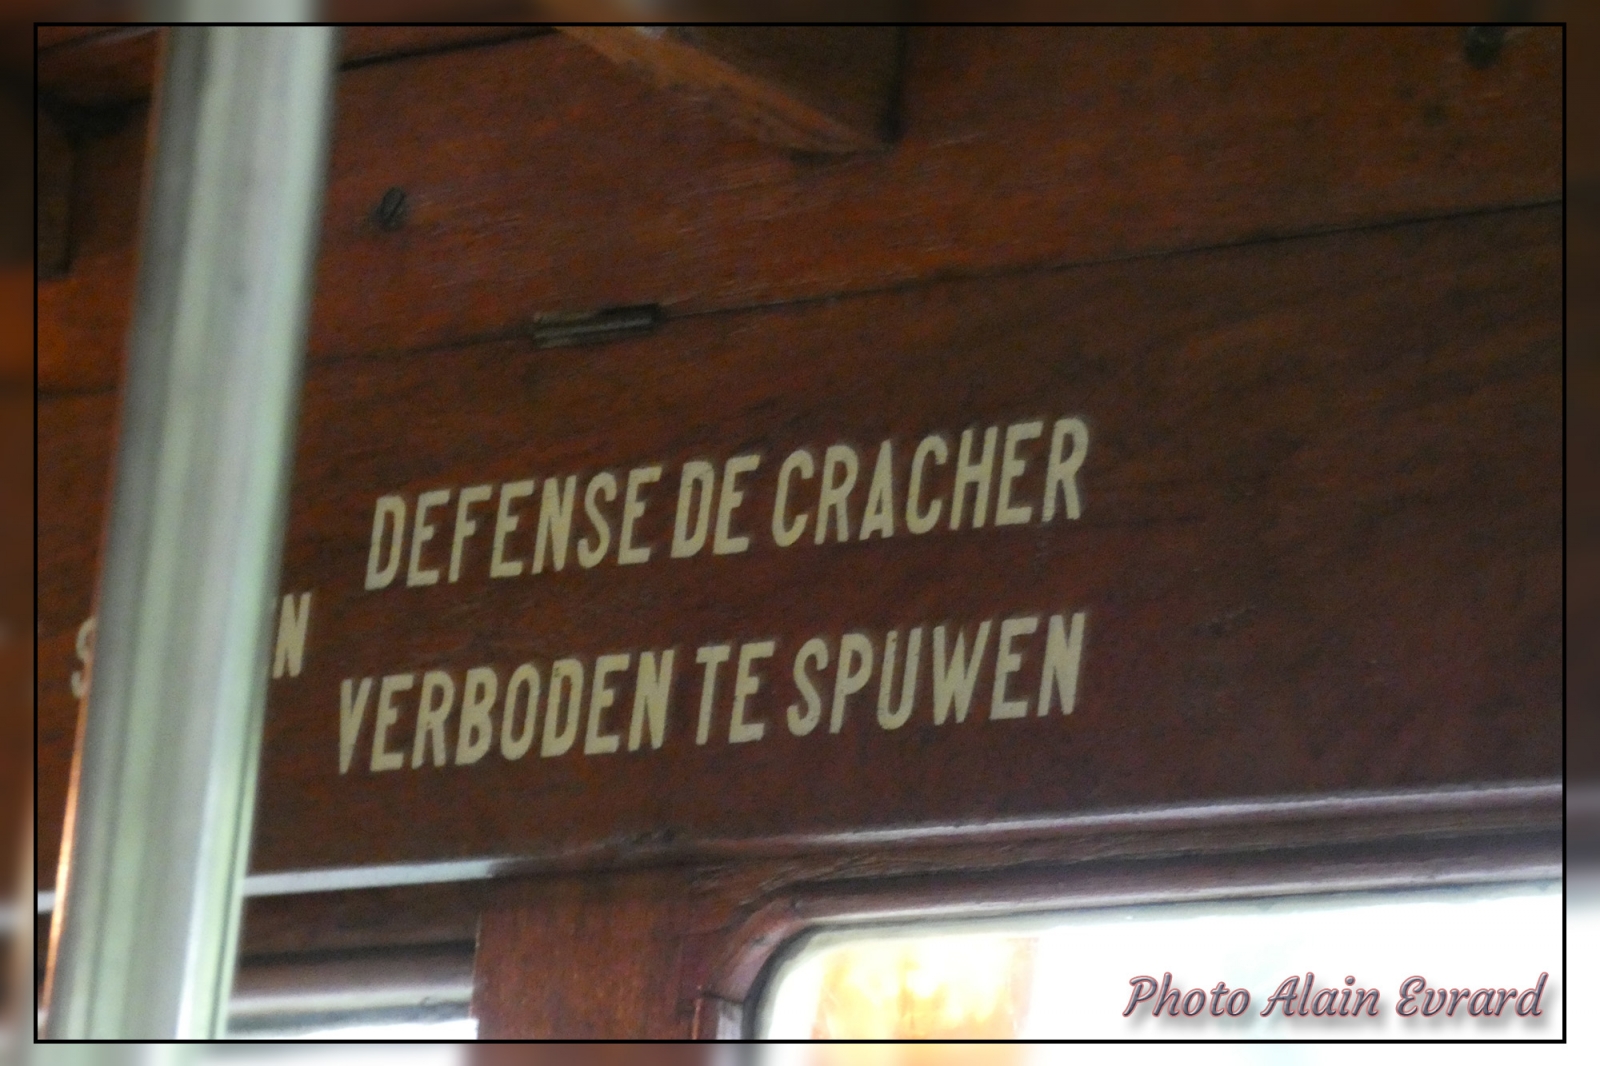 DEFENSE DE CRACHER
VERBODEN TE SPUWEN
Photo Alain Evrard